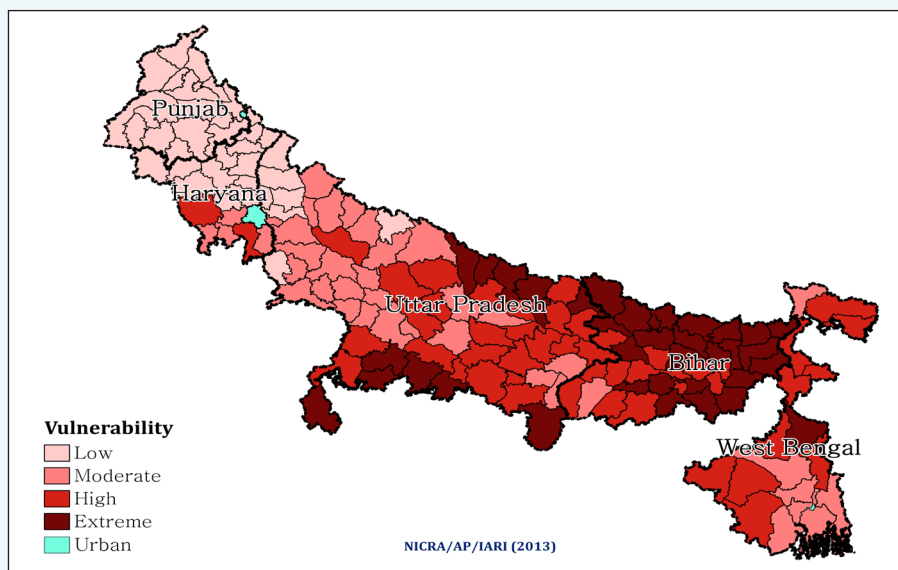 Punjab
Haryana
Uttar Pradesh
Bihar
West Bengal
Vulnerability
Low
Moderate
High
Extreme
Urban
NICRA/AP/IARI (2013)